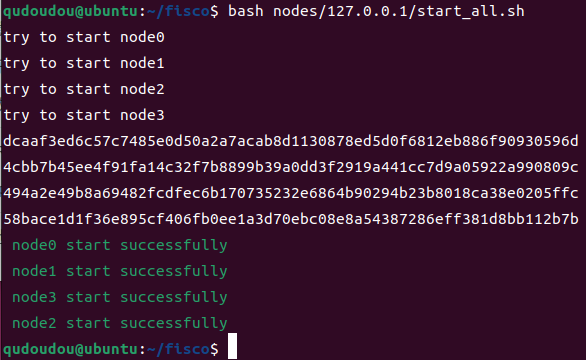 qudoudou@ubuntu:~/fisco$ bash nodes/127.0.0.1/start_all.sh
try to start node0
try to start node1
try to start node2
try to start node3
dcaaf3ed6c57c7485e0d50a2a7acab8d1130878ed5d0f6812eb886f90930596d
4cbb7b45ee4f91fa14c32f7b8899b39a0dd3f2919a441cc7d9a05922a990809c
494a2e49b8a69482fcdfec6b170735232e6864b90294b23b8018ca38e0205ffc
58bace1d1f36e895cf406fb0ee1a3d70ebc08e8a54387286eff381d8bb112b7b
node0 start successfully
node1 start successfully
node3 start successfully
node2 start successfully
qudoudou@ubuntu:~/fisco$